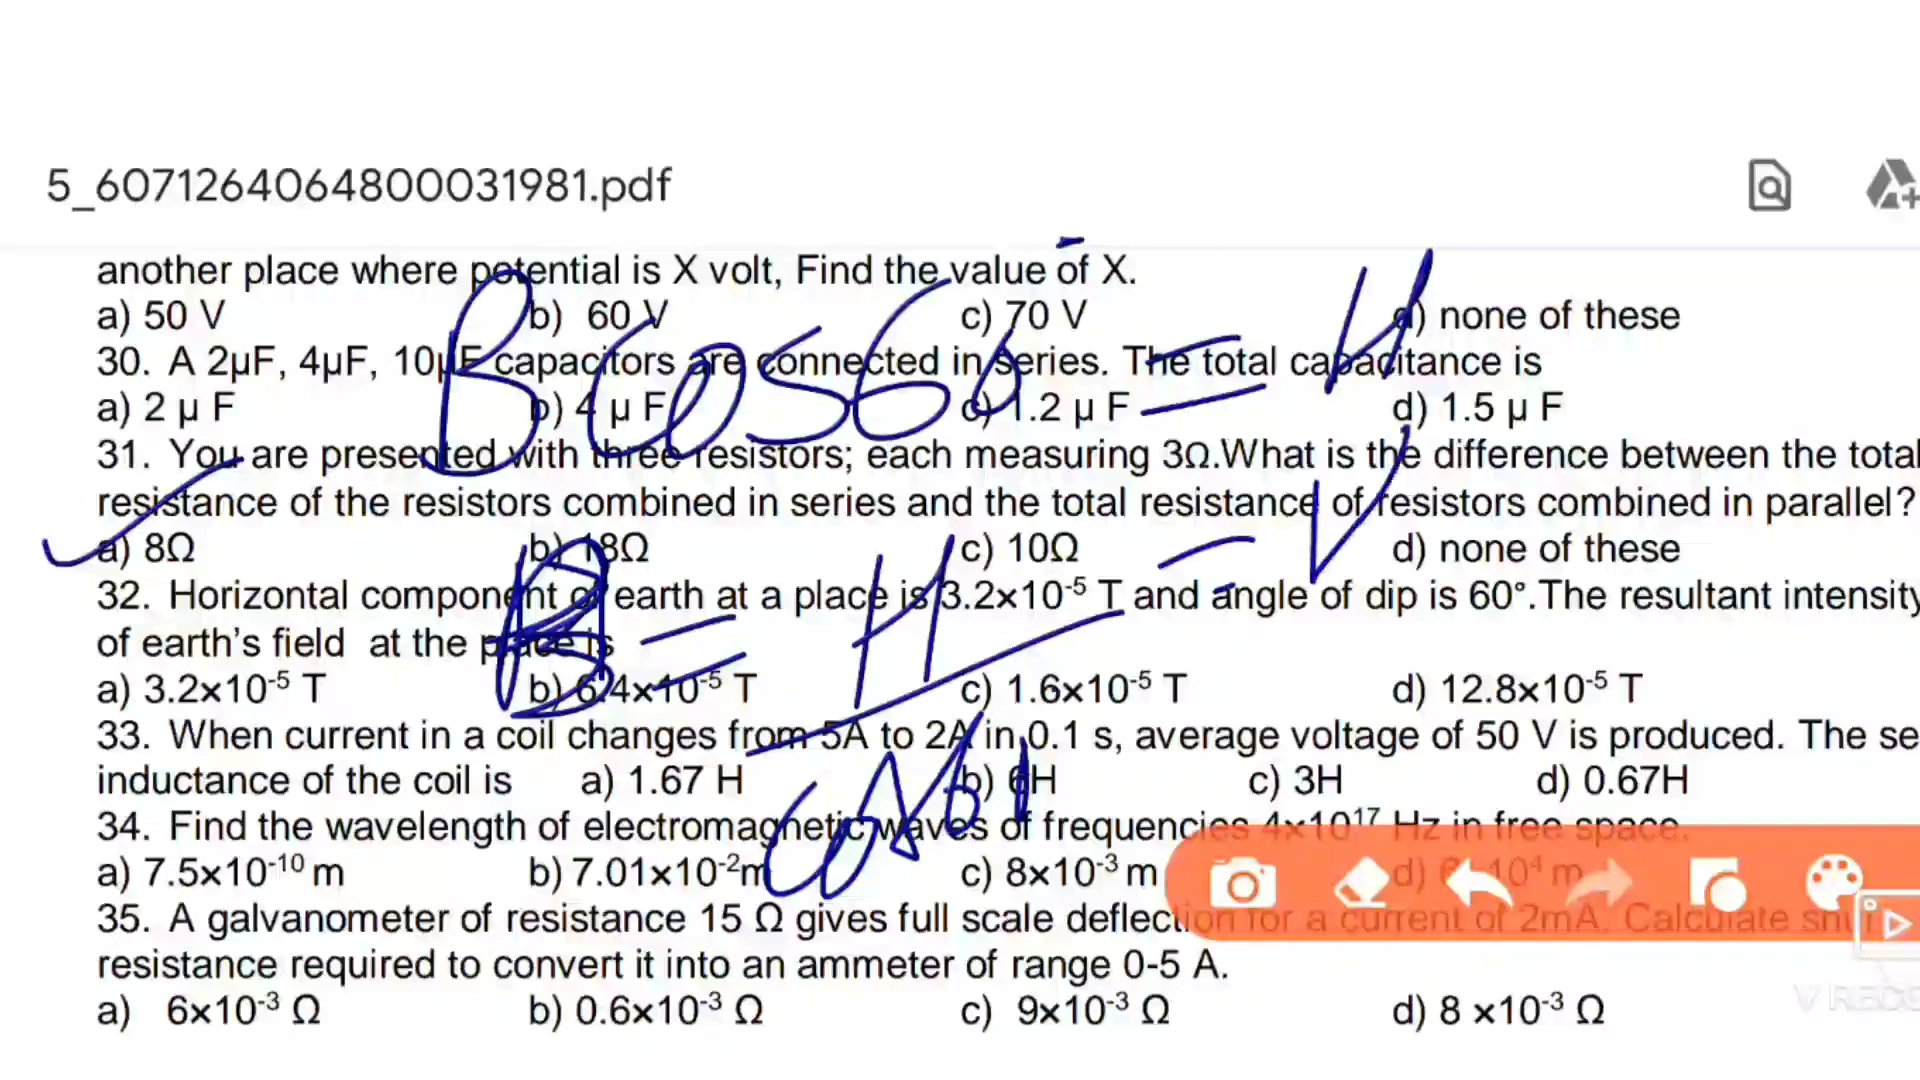 5_6071264064800031981.pdf
another place where potential is X volt, Find the value of X.
a) 50 V b) 60 V c) 70 V d) none of these
30. A 2μF, 4μF, 10μF capacitors are connected in series. The total capacitance is
a) 2 μ F b) 4 μ F c) 1.2 μ F d) 1.5 μ F
B Cos60 = H
31. You are presented with three resistors; each measuring 3Ω.What is the difference between the total
resistance of the resistors combined in series and the total resistance of resistors combined in parallel?
a) 8Ω b) 18Ω c) 10Ω d) none of these
32. Horizontal component of earth at a place is 3.2×10⁻⁵ T and angle of dip is 60°.The resultant intensity
of earth's field at the place is
B = H
a) 3.2×10⁻⁵ T b) 6.4×10⁻⁵ T c) 1.6×10⁻⁵ T d) 12.8×10⁻⁵ T
33. When current in a coil changes from 5A to 2A in 0.1 s, average voltage of 50 V is produced. The se
inductance of the coil is a) 1.67 H b) 6H c) 3H d) 0.67H
34. Find the wavelength of electromagnetic waves of frequencies 4×10¹⁷ Hz in free space.
a) 7.5×10⁻¹⁰ m b) 7.01×10⁻²m c) 8×10⁻³ m d) 10⁴ m
35. A galvanometer of resistance 15 Ω gives full scale deflection for a current of 2mA. Calculate
resistance required to convert it into an ammeter of range 0-5 A.
a) 6×10⁻³ Ω b) 0.6×10⁻³ Ω c) 9×10⁻³ Ω d) 8 ×10⁻³ Ω